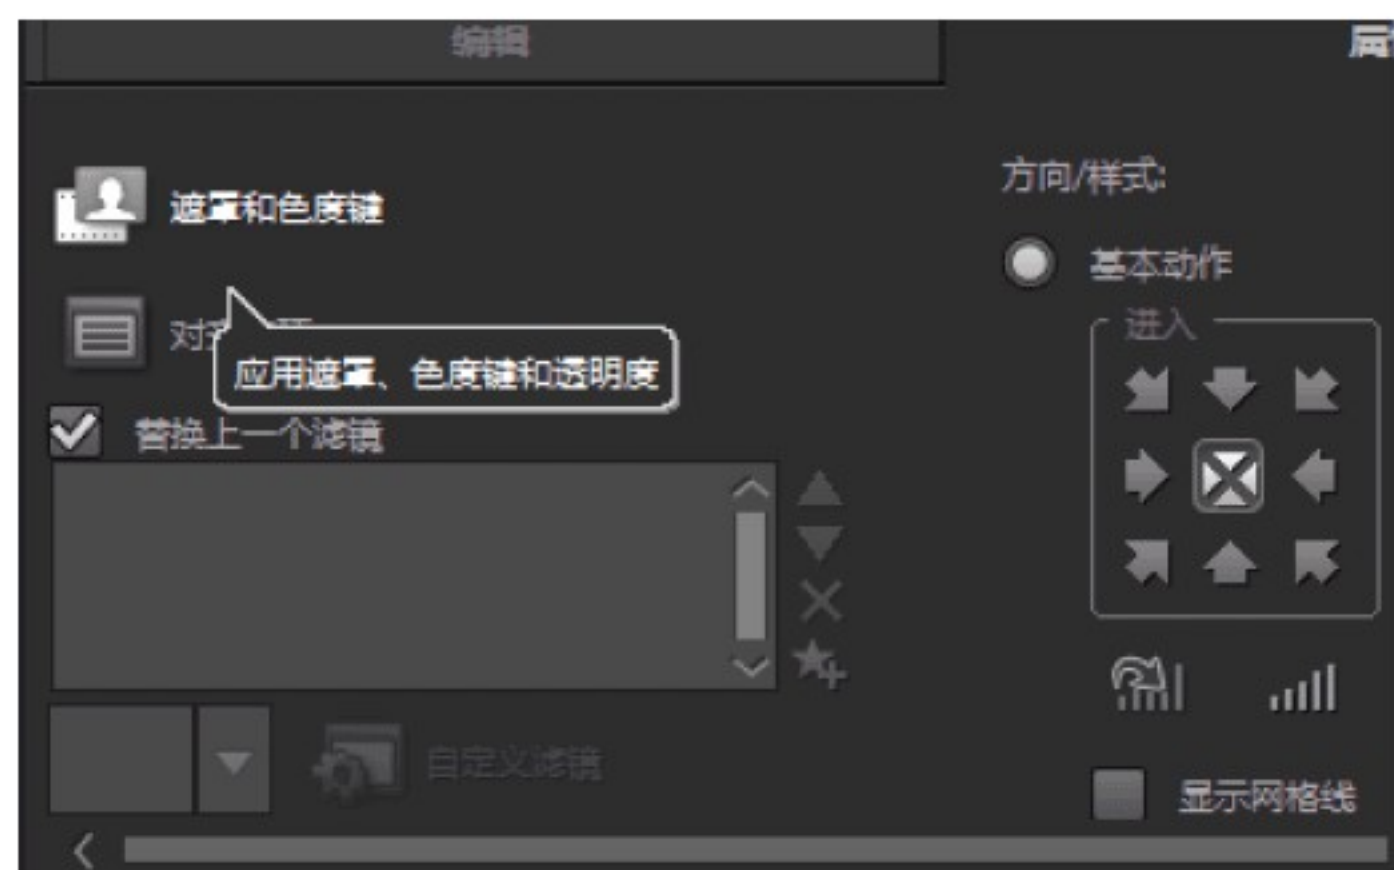 编辑
遮罩和色度键
应用遮罩、色度键和透明度
替换上一个滤镜
自定义滤镜
方向/样式:
基本动作
进入
显示网格线